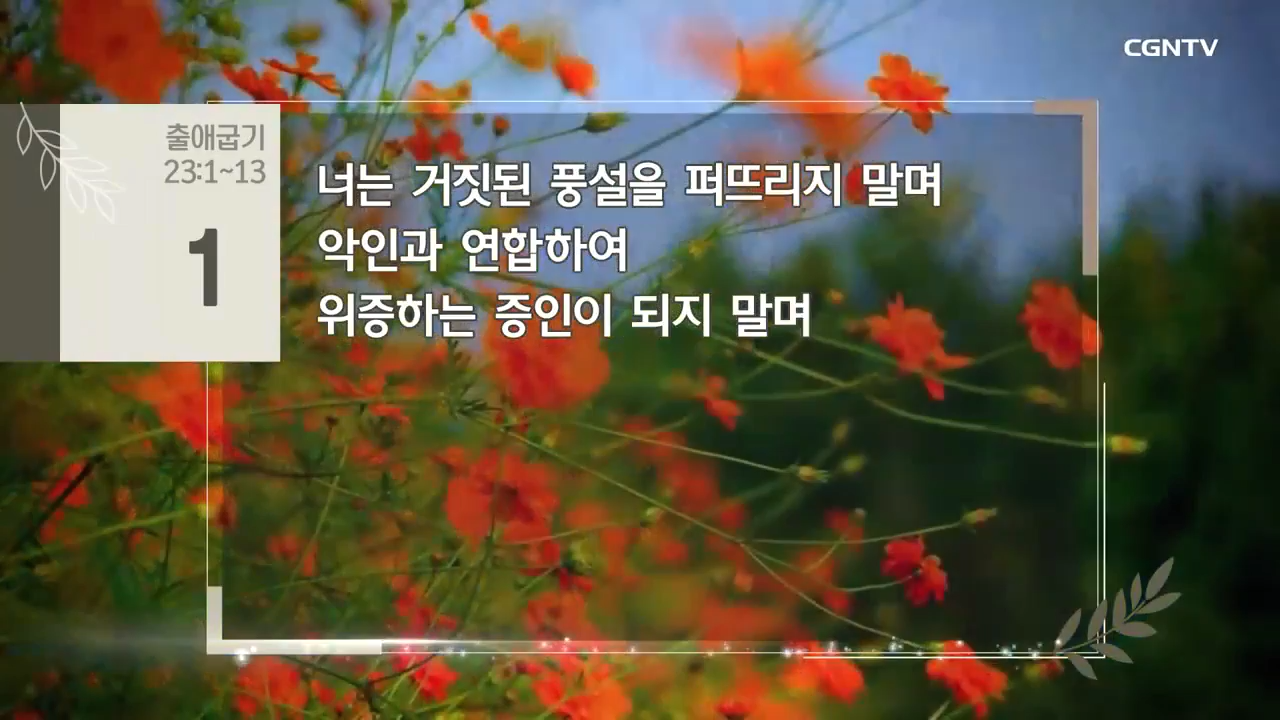 CGNTV
출애굽기
23:1~13
1
너는 거짓된 풍설을 퍼뜨리지 말며
악인과 연합하여
위증하는 증인이 되지 말며